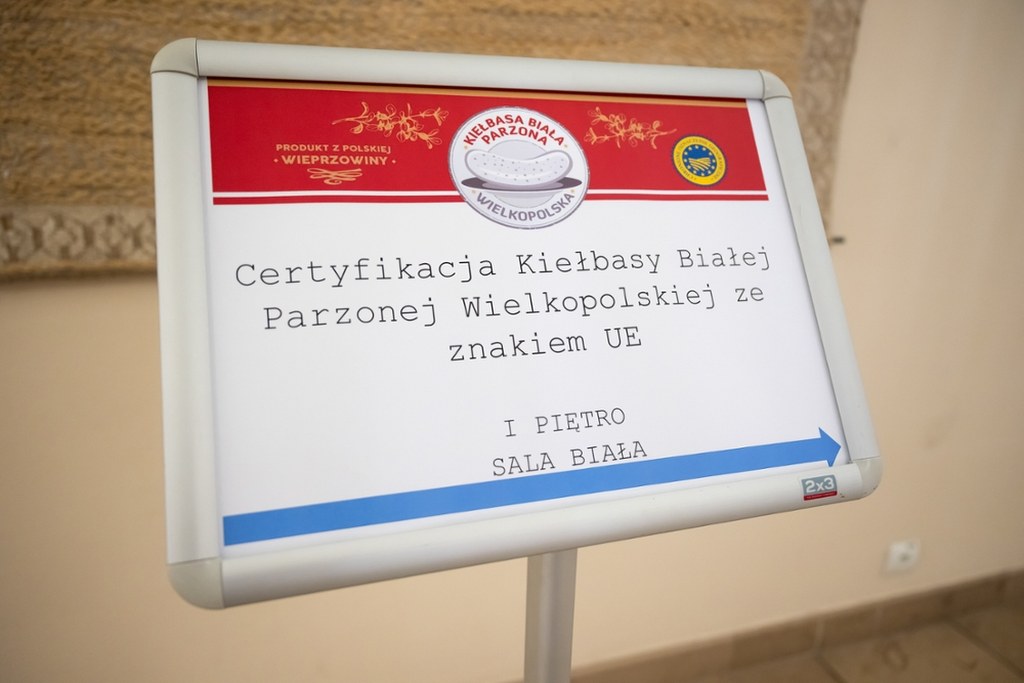 PRODUKT Z POLSKIEJ
• WIEPRZOWINY •
KIEŁBASA BIAŁA
PARZONA
• WIELKOPOLSKA •
Certyfikacja Kiełbasy Białej
Parzonej Wielkopolskiej ze
znakiem UE
I PIĘTRO
SALA BIAŁA
2x3